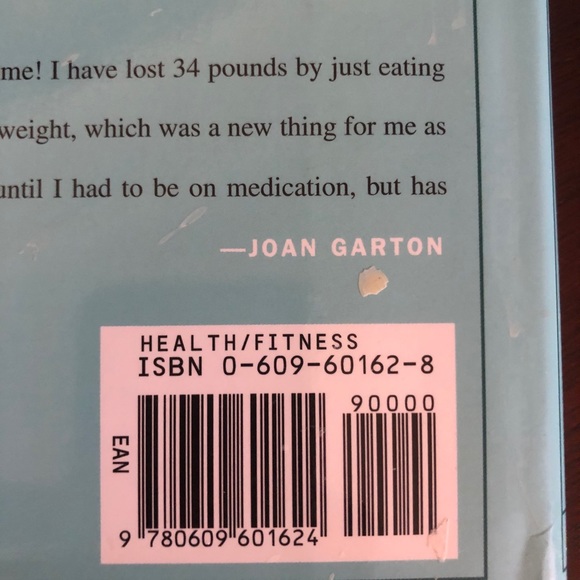 me! I have lost 34 pounds by just eating
weight, which was a new thing for me as
until I had to be on medication, but has
—JOAN GARTON
HEALTH/FITNESS
ISBN 0-609-60162-8
90000
EAN
9 780609 601624